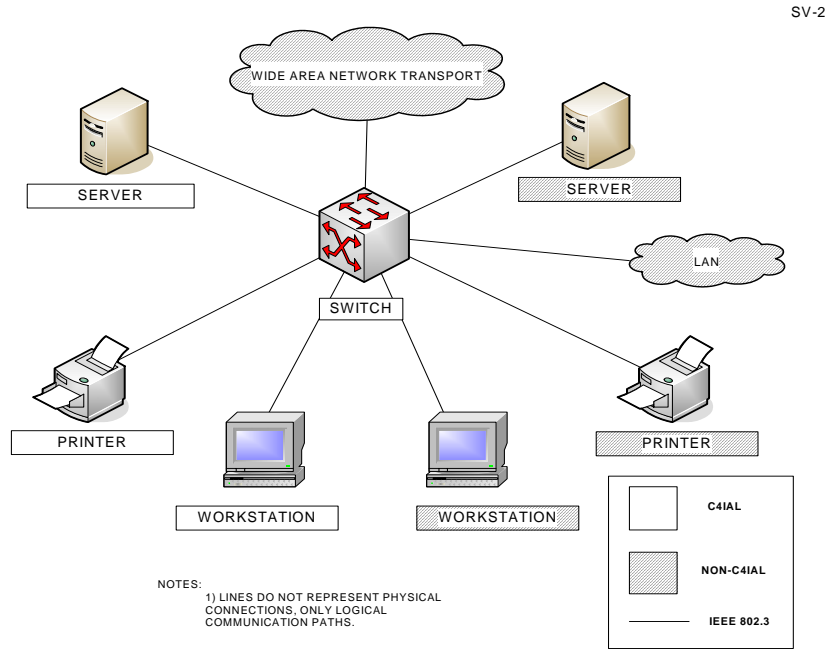 SV-2
WIDE AREA NETWORK TRANSPORT
SERVER
SERVER
LAN
SWITCH
PRINTER
PRINTER
WORKSTATION
WORKSTATION
C4IAL
NON-C4IAL
IEEE 802.3
NOTES:
1) LINES DO NOT REPRESENT PHYSICAL
CONNECTIONS, ONLY LOGICAL
COMMUNICATION PATHS.